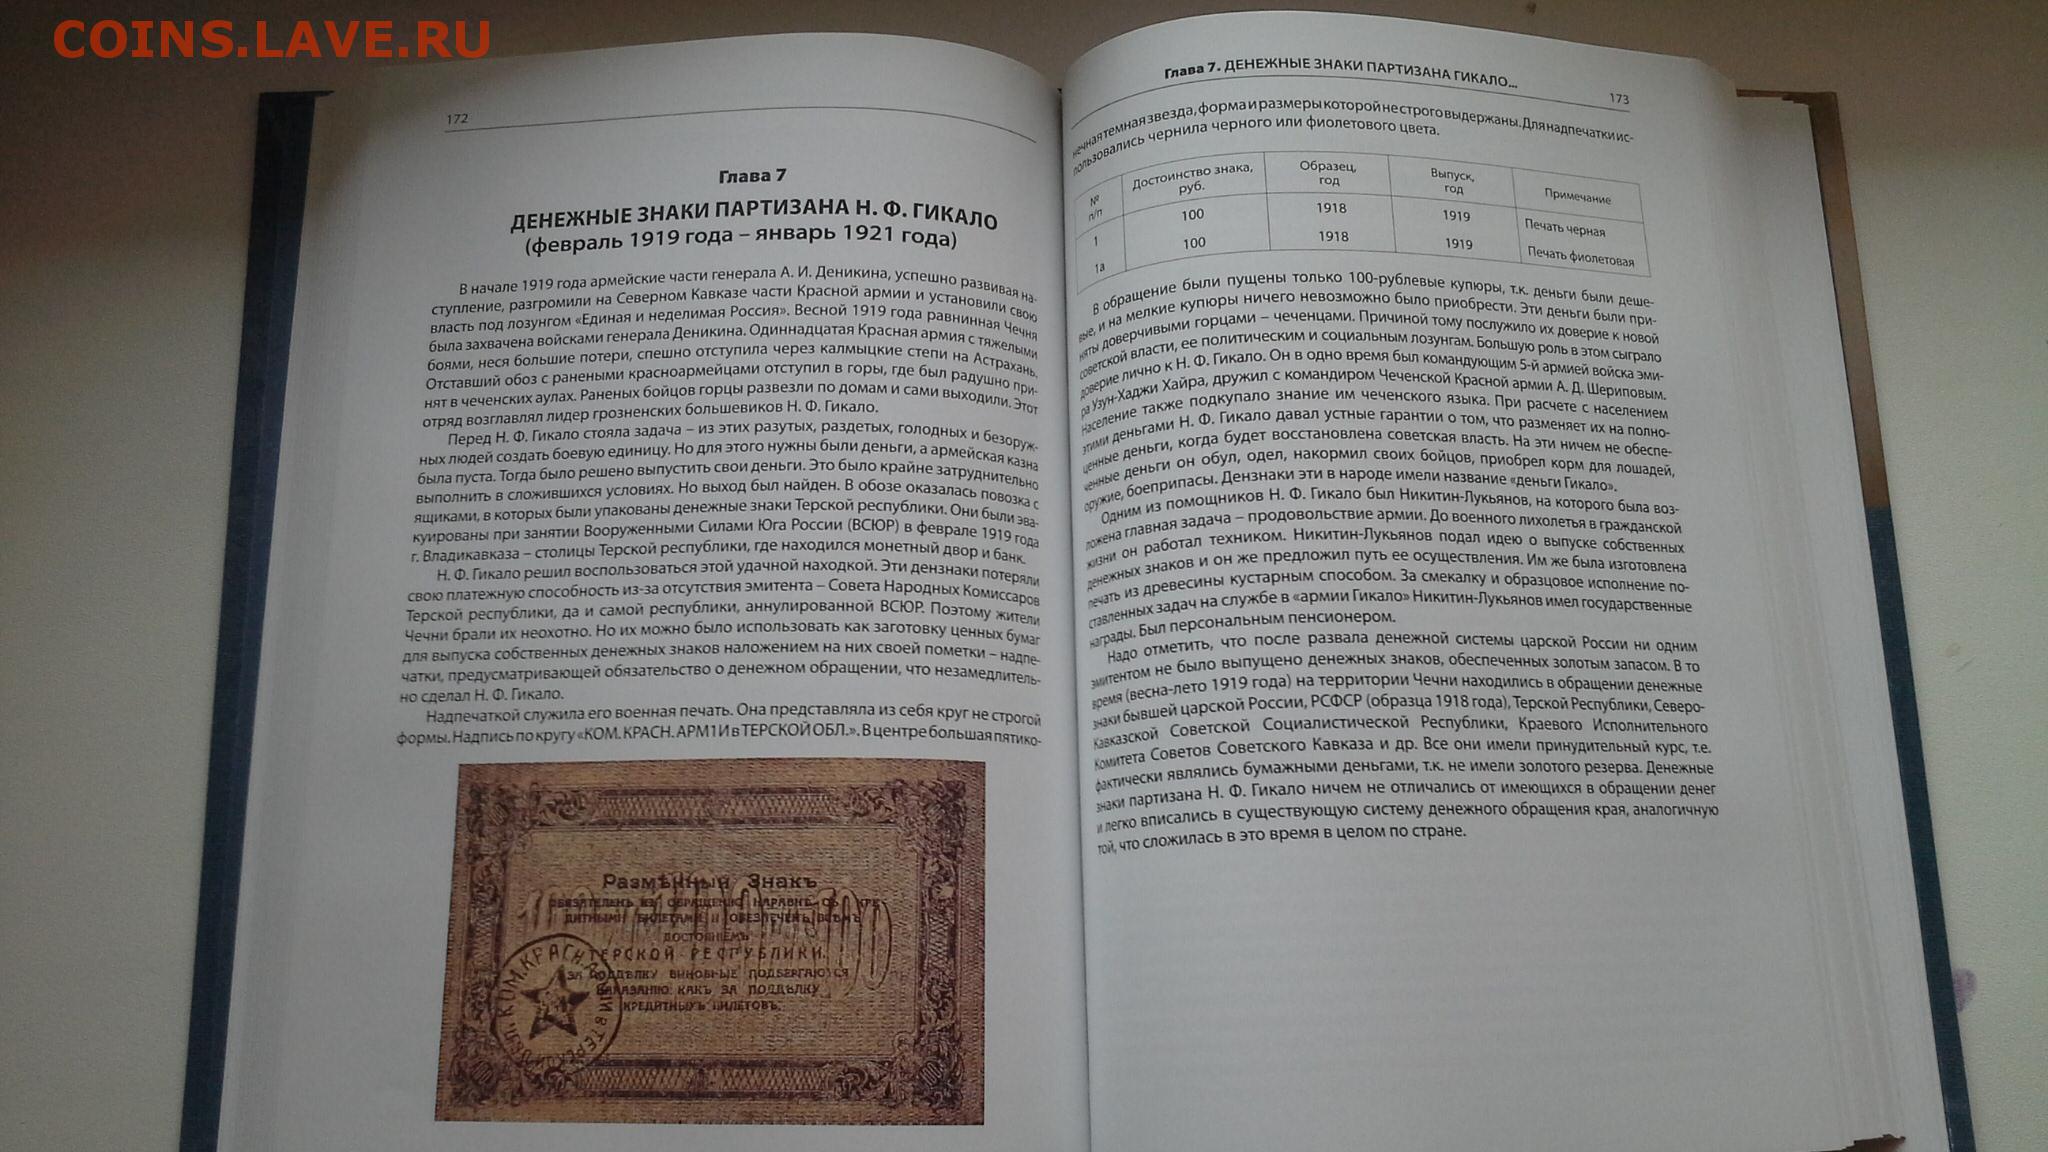 COINS.LAVE.RU
172
Глава 7
ДЕНЕЖНЫЕ ЗНАКИ ПАРТИЗАНА Н. Ф. ГИКАЛО
(февраль 1919 года – январь 1921 года)
В начале 1919 года армейские части генерала А. И. Деникина, успешно развивая на-
ступление, разгромили на Северном Кавказе части Красной армии и установили свою
власть под лозунгом «Единая и неделимая Россия». Весной 1919 года равнинная Чечня
была захвачена войсками генерала Деникина. Одиннадцатая Красная армия с тяжелыми
боями, неся большие потери, спешно отступила через калмыцкие степи на Астрахань.
Отставший обоз с ранеными красноармейцами отступил в горы, где был радушно при-
нят в чеченских аулах. Раненых бойцов горцы развезли по домам и сами выходили. Этот
отряд возглавлял лидер грозненских большевиков Н. Ф. Гикало.
Перед Н. Ф. Гикало стояла задача – из этих разутых, раздетых, голодных и безоруж-
ных людей создать боевую единицу. Но для этого нужны были деньги, а армейская казна
была пуста. Тогда было решено выпустить свои деньги. Это было крайне затруднительно
выполнить в сложившихся условиях. Но выход был найден. В обозе оказалась повозка с
ящиками, в которых были упакованы денежные знаки Терской республики. Они были эва-
куированы при занятии Вооруженными Силами Юга России (ВСЮР) в феврале 1919 года
г. Владикавказа – столицы Терской республики, где находился монетный двор и банк.
Н. Ф. Гикало решил воспользоваться этой удачной находкой. Эти дензнаки потеряли
свою платежную способность из-за отсутствия эмитента – Совета Народных Комиссаров
Терской республики, да и самой республики, аннулированной ВСЮР. Поэтому жители
Чечни брали их неохотно. Но их можно было использовать как заготовку ценных бумаг
для выпуска собственных денежных знаков наложением на них своей пометки – надпе-
чатки, предусматривающей обязательство о денежном обращении, что незамедлитель-
но сделал Н. Ф. Гикало.
Надпечаткой служила его военная печать. Она представляла из себя круг не строгой
формы. Надпись по кругу «КОМ. КРАСН. АРМ1И в ТЕРСКОЙ ОБЛ.». В центре большая пятико-
Размѣнный Знакъ
ОБЯЗАТЕЛЕНЪ КЪ ОБРАЩЕНIЮ НАРАВНѢ СЪ КРЕ-
ДИТНЫМИ БИЛЕТАМИ И ОБЕЗПЕЧЕНЪ ВСѢМЪ
ДОСТОЯНIЕМЪ
ТЕРСКОЙ РЕСПУБЛИКИ.
ЗА ПОДДѢЛКУ ВИНОВНЫЕ ПОДВЕРГАЮТСЯ
НАКАЗАНIЮ КАКЪ ЗА ПОДДѢЛКУ
КРЕДИТНЫХЪ БИЛЕТОВЪ.
КОМ. КРАСН. АРМIИ В ТЕРСК
100
100
Глава 7. ДЕНЕЖНЫЕ ЗНАКИ ПАРТИЗАНА ГИКАЛО...
173
нечная темная звезда, форма и размеры которой не строго выдержаны. Для надпечатки ис-
пользовались чернила черного или фиолетового цвета.
№ п/п Достоинство знака, руб. Образец, год Выпуск, год Примечание
1 100 1918 1919 Печать черная
1а 100 1918 1919 Печать фиолетовая
В обращение были пущены только 100-рублевые купюры, т.к. деньги были деше-
вые, и на мелкие купюры ничего невозможно было приобрести. Эти деньги были при-
няты доверчивыми горцами – чеченцами. Причиной тому послужило их доверие к новой
советской власти, ее политическим и социальным лозунгам. Большую роль в этом сыграло
доверие лично к Н. Ф. Гикало. Он в одно время был командующим 5-й армией войска эми-
ра Узун-Хаджи Хайра, дружил с командиром Чеченской Красной армии А. Д. Шериповым.
Население также подкупало знание им чеченского языка. При расчете с населением
этими деньгами Н. Ф. Гикало давал устные гарантии о том, что разменяет их на полно-
ценные деньги, когда будет восстановлена советская власть. На эти ничем не обеспе-
ченные деньги он обул, одел, накормил своих бойцов, приобрел корм для лошадей,
оружие, боеприпасы. Дензнаки эти в народе имели название «деньги Гикало».
Одним из помощников Н. Ф. Гикало был Никитин-Лукьянов, на которого была воз-
ложена главная задача – продовольствие армии. До военного лихолетья в гражданской
жизни он работал техником. Никитин-Лукьянов подал идею о выпуске собственных
денежных знаков и он же предложил путь ее осуществления. Им же была изготовлена
печать из древесины кустарным способом. За смекалку и образцовое исполнение по-
ставленных задач на службе в «армии Гикало» Никитин-Лукьянов имел государственные
награды. Был персональным пенсионером.
Надо отметить, что после развала денежной системы царской России ни одним
эмитентом не было выпущено денежных знаков, обеспеченных золотым запасом. В то
время (весна-лето 1919 года) на территории Чечни находились в обращении денежные
знаки бывшей царской России, РСФСР (образца 1918 года), Терской Республики, Северо-
Кавказской Советской Социалистической Республики, Краевого Исполнительного
Комитета Советов Советского Кавказа и др. Все они имели принудительный курс, т.е.
фактически являлись бумажными деньгами, т.к. не имели золотого резерва. Денежные
знаки партизана Н. Ф. Гикало ничем не отличались от имеющихся в обращении денег
и легко вписались в существующую систему денежного обращения края, аналогичную
той, что сложилась в это время в целом по стране.